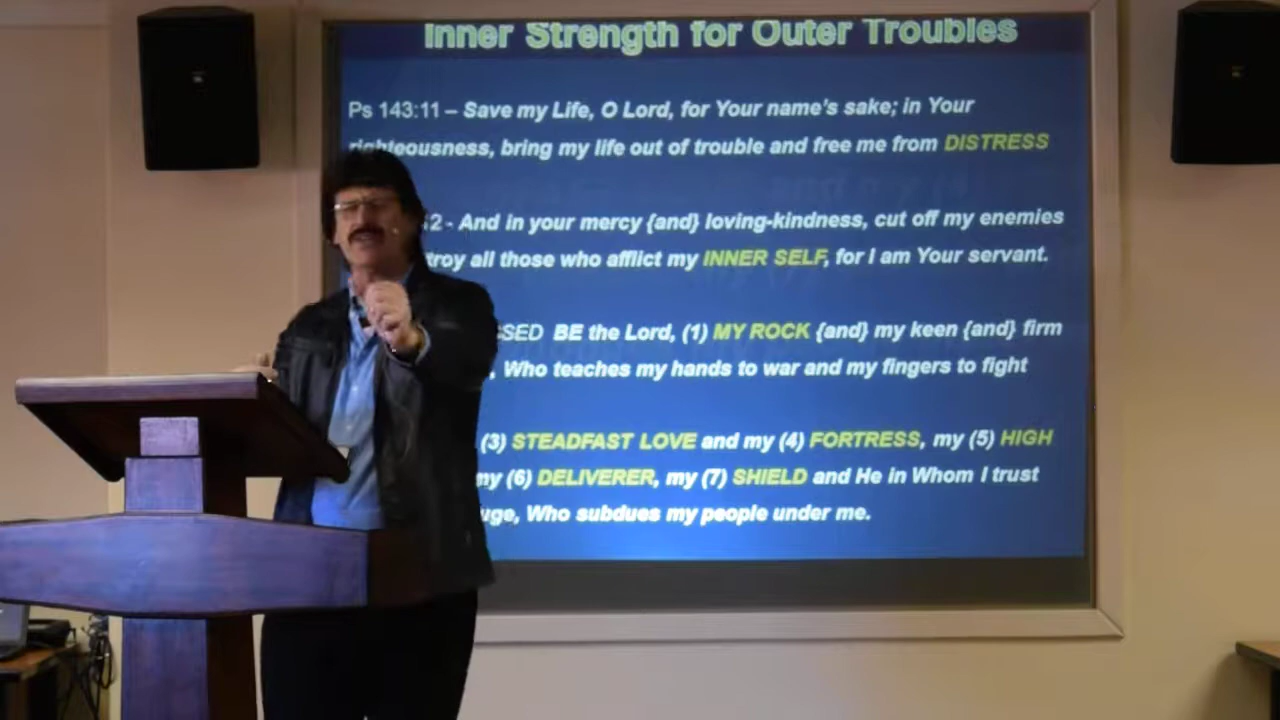 Inner Strength for Outer Troubles
Ps 143:11 – Save my Life, O Lord, for Your name's sake; in Your
righteousness, bring my life out of trouble and free me from DISTRESS
2 - And in your mercy {and} loving-kindness, cut off my enemies
all those who afflict my INNER SELF, for I am Your servant.
BE the Lord, (1) MY ROCK {and} my keen {and} firm
, Who teaches my hands to war and my fingers to fight
(3) STEADFAST LOVE and my (4) FORTRESS, my (5) HIGH
my (6) DELIVERER, my (7) SHIELD and He in Whom I trust
Who subdues my people under me.